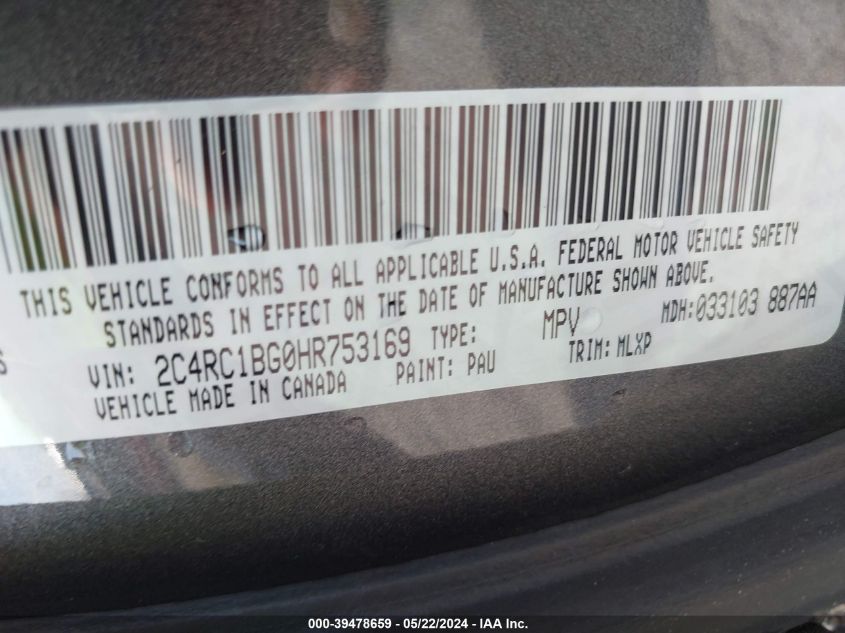 THIS VEHICLE CONFORMS TO ALL APPLICABLE U.S.A. FEDERAL MOTOR VEHICLE SAFETY
STANDARDS IN EFFECT ON THE DATE OF MANUFACTURE SHOWN ABOVE.
VIN: 2C4RC1BG0HR753169 TYPE: MPV MDH:033103 887AA
VEHICLE MADE IN CANADA PAINT: PAU TRIM: MLXP
000-39478659 - 05/22/2024 - IAA Inc.